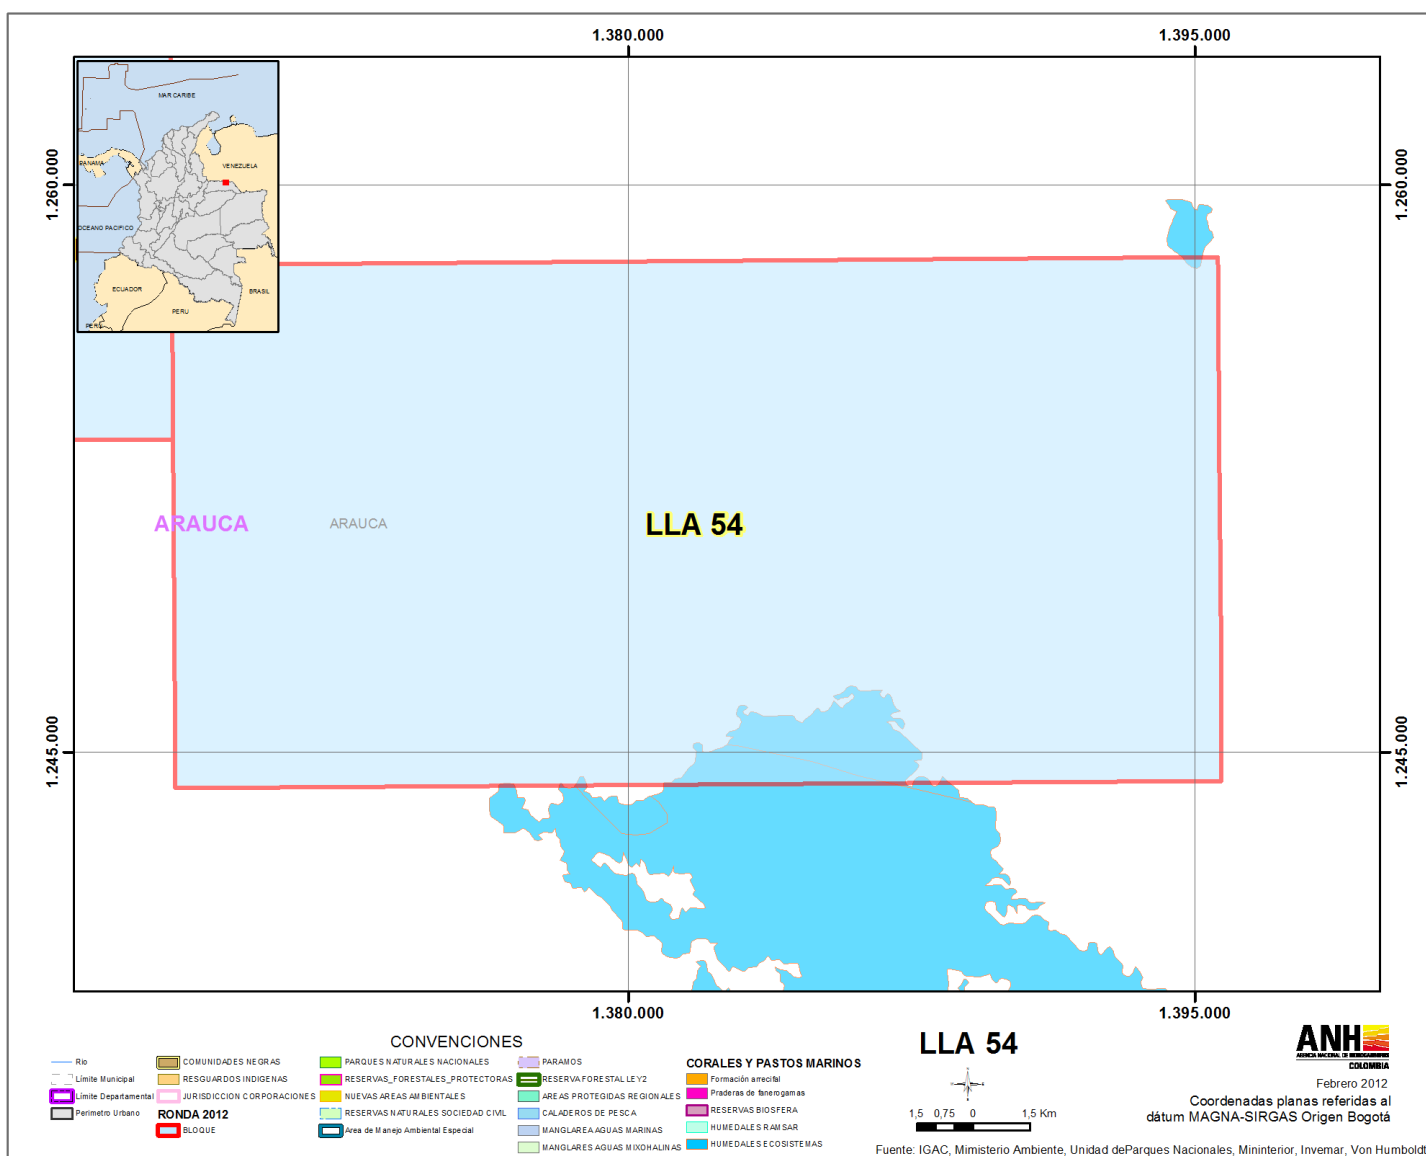 1.380.000
1.395.000
MAR CARIBE
PANAMA
VENEZUELA
OCEANO PACIFICO
ECUADOR
BRASIL
PERU
1.260.000
1.260.000
ARAUCA
ARAUCA
LLA 54
1.245.000
1.245.000
1.380.000
1.395.000
CONVENCIONES
Rio
Límite Municipal
Límite Departamental
Perimetro Urbano
COMUNIDADES NEGRAS
RESGUARDOS INDIGENAS
JURISDICCION CORPORACIONES
RONDA 2012
BLOQUE
PARQUES NATURALES NACIONALES
RESERVAS_FORESTALES_PROTECTORAS
NUEVAS AREAS AMBIENTALES
RESERVAS NATURALES SOCIEDAD CIVIL
Area de Manejo Ambiental Especial
PARAMOS
RESERVA FORESTAL LEY2
AREAS PROTEGIDAS REGIONALES
CALADEROS DE PESCA
MANGLAREA AGUAS MARINAS
MANGLARES AGUAS MIXOHALINAS
CORALES Y PASTOS MARINOS
Formación arrecifal
Praderas de fanerogamas
RESERVAS BIOSFERA
HUMEDALES RAMSAR
HUMEDALES ECOSISTEMAS
LLA 54
1,5 0,75 0 1,5 Km
ANH
AGENCIA NACIONAL DE HIDROCARBUROS
COLOMBIA
Febrero 2012
Coordenadas planas referidas al
dátum MAGNA-SIRGAS Origen Bogotá
Fuente: IGAC, Mimisterio Ambiente, Unidad deParques Nacionales, Mininterior, Invemar, Von Humboldt